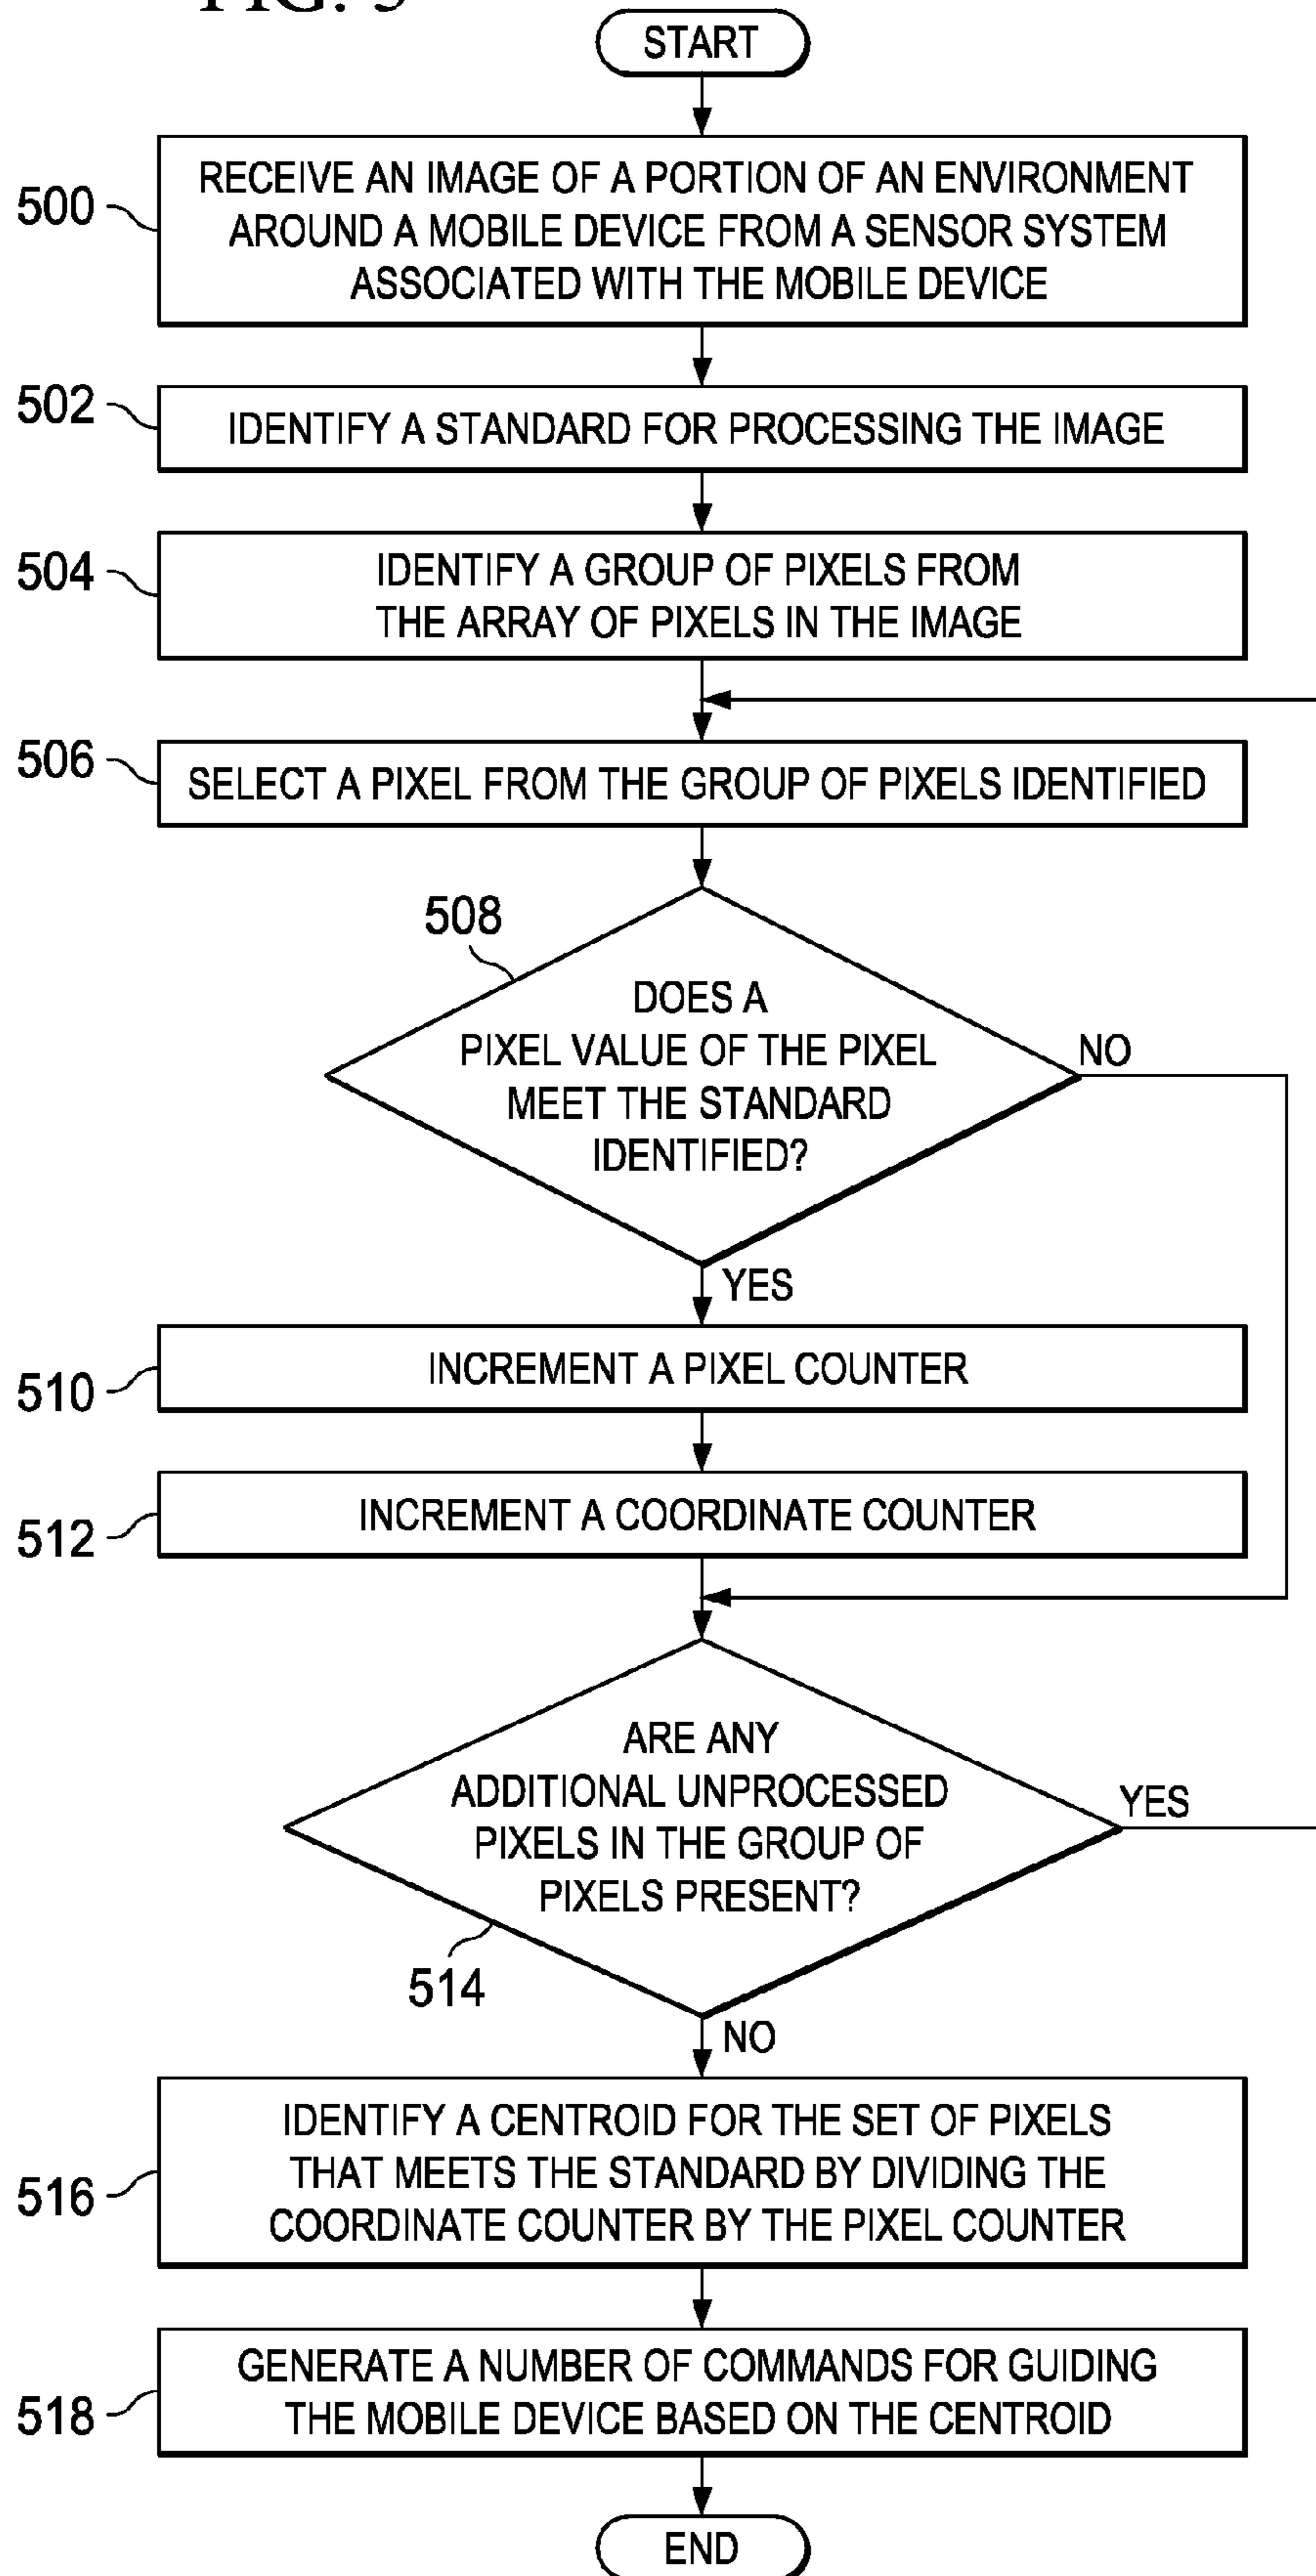 FIG. 5
START
500
RECEIVE AN IMAGE OF A PORTION OF AN ENVIRONMENT
AROUND A MOBILE DEVICE FROM A SENSOR SYSTEM
ASSOCIATED WITH THE MOBILE DEVICE
502
IDENTIFY A STANDARD FOR PROCESSING THE IMAGE
504
IDENTIFY A GROUP OF PIXELS FROM
THE ARRAY OF PIXELS IN THE IMAGE
506
SELECT A PIXEL FROM THE GROUP OF PIXELS IDENTIFIED
508
DOES A
PIXEL VALUE OF THE PIXEL
MEET THE STANDARD
IDENTIFIED?
NO
YES
510
INCREMENT A PIXEL COUNTER
512
INCREMENT A COORDINATE COUNTER
ARE ANY
ADDITIONAL UNPROCESSED
PIXELS IN THE GROUP OF
PIXELS PRESENT?
YES
514
NO
516
IDENTIFY A CENTROID FOR THE SET OF PIXELS
THAT MEETS THE STANDARD BY DIVIDING THE
COORDINATE COUNTER BY THE PIXEL COUNTER
518
GENERATE A NUMBER OF COMMANDS FOR GUIDING
THE MOBILE DEVICE BASED ON THE CENTROID
END